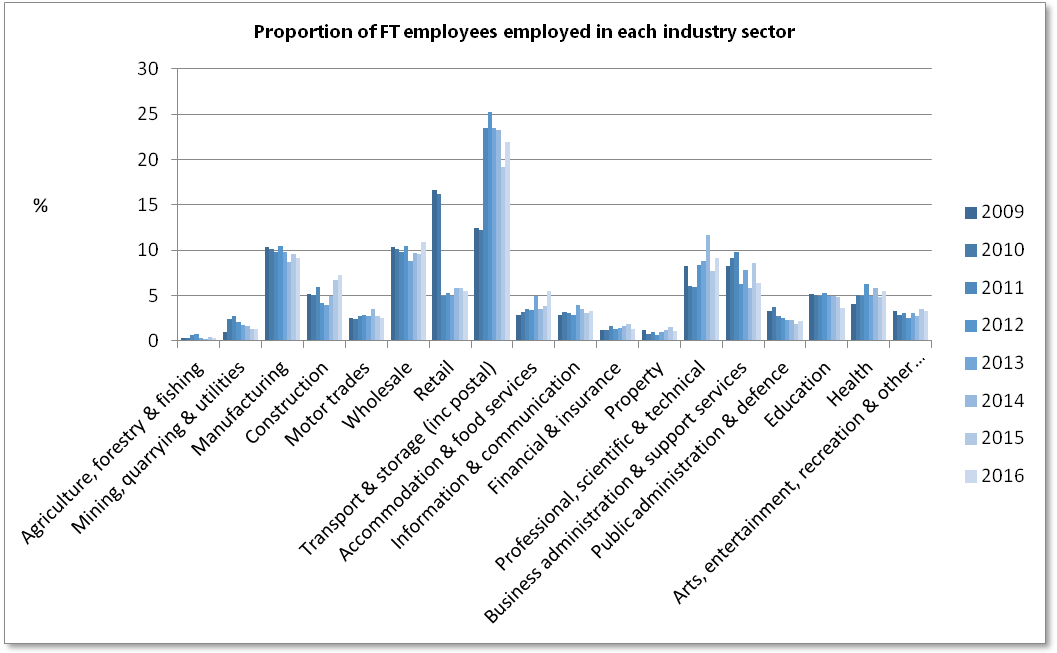 Proportion of FT employees employed in each industry sector
30
25
20
15
10
5
0
%
Agriculture, forestry & fishing
Mining, quarrying & utilities
Manufacturing
Construction
Motor trades
Wholesale
Retail
Transport & storage (inc postal)
Accommodation & food services
Information & communication
Financial & insurance
Property
Professional, scientific & technical
Business administration & support services
Public administration & defence
Education
Health
Arts, entertainment, recreation & other...
2009
2010
2011
2012
2013
2014
2015
2016